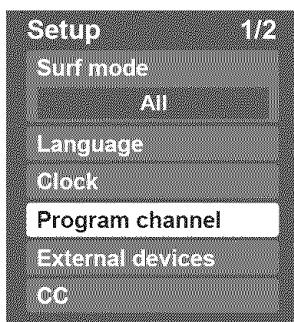 Setup 1/2
Surf mode
All
Language
Clock
Program channel
External devices
CC